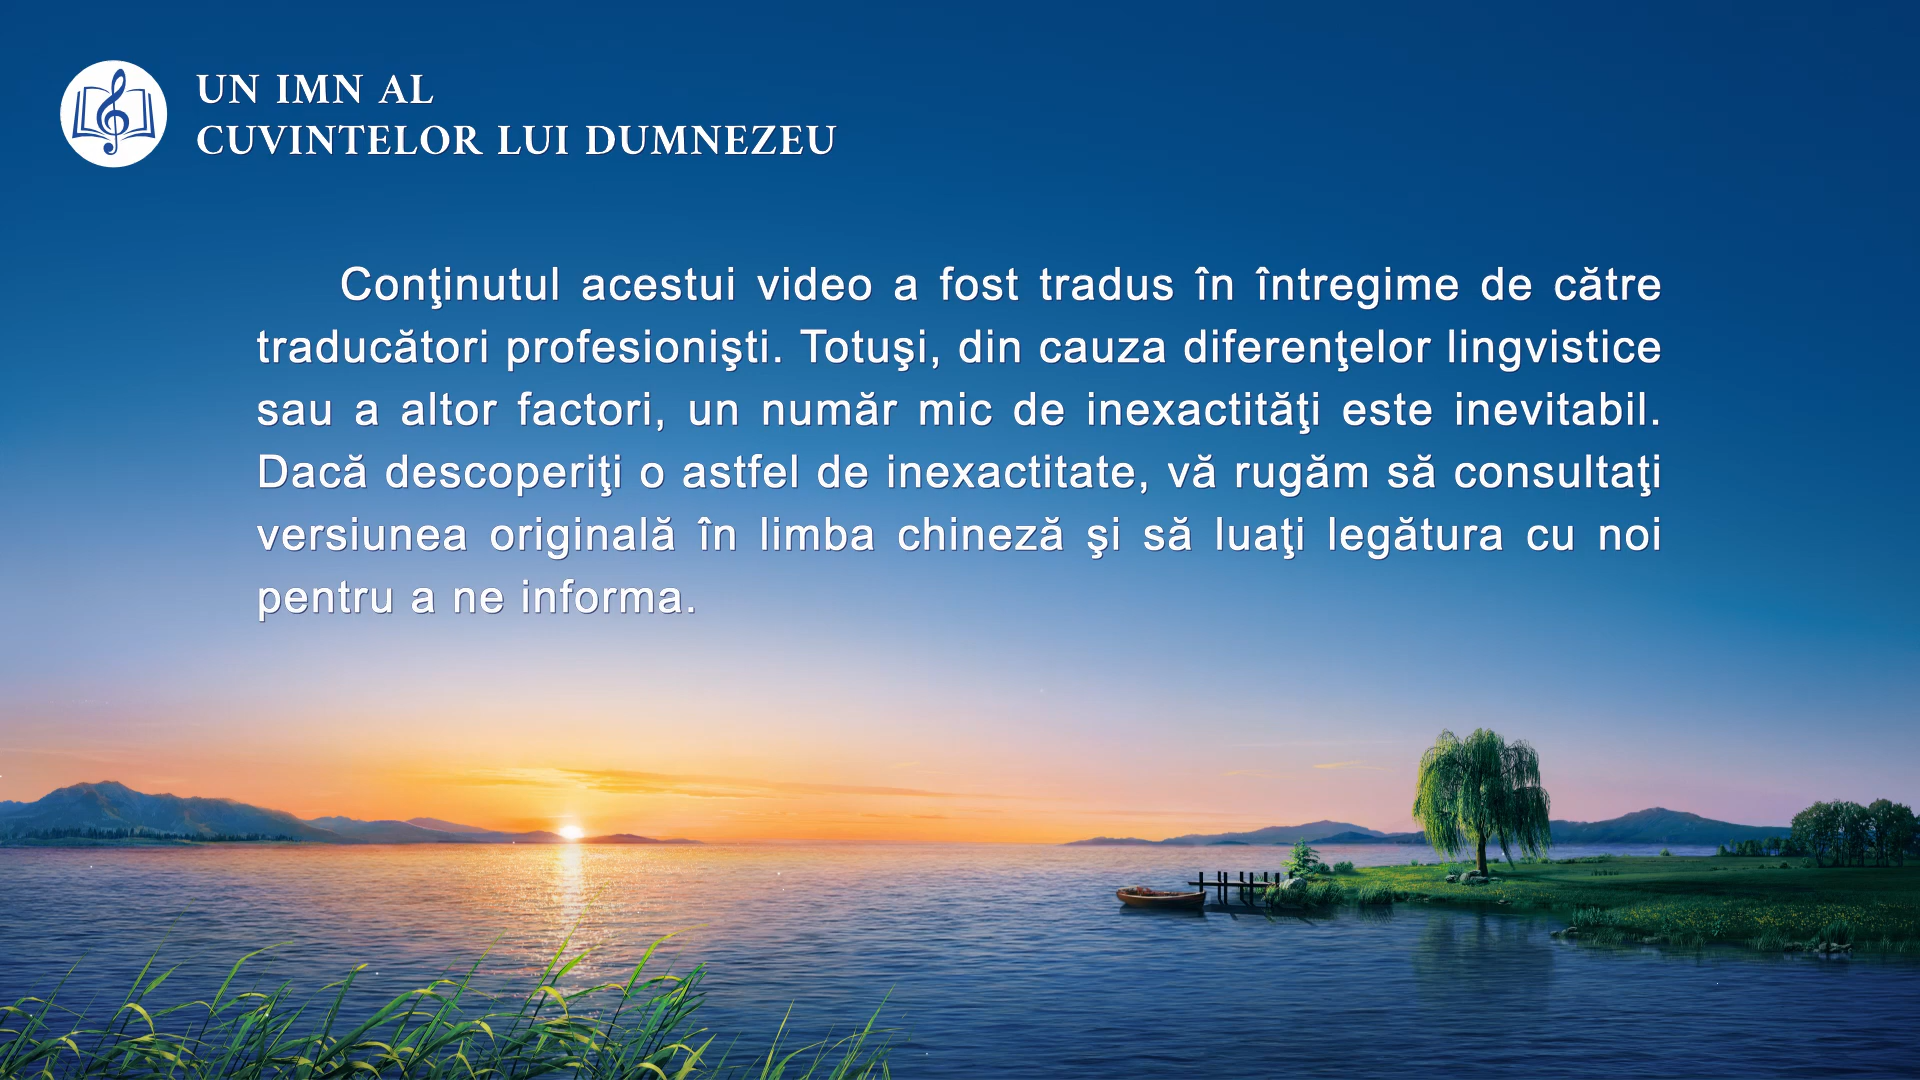 UN IMN AL
CUVINTELOR LUI DUMNEZEU
Conţinutul acestui video a fost tradus în întregime de către
traducători profesionişti. Totuşi, din cauza diferenţelor lingvistice
sau a altor factori, un număr mic de inexactităţi este inevitabil.
Dacă descoperiţi o astfel de inexactitate, vă rugăm să consultaţi
versiunea originală în limba chineză şi să luaţi legătura cu noi
pentru a ne informa.